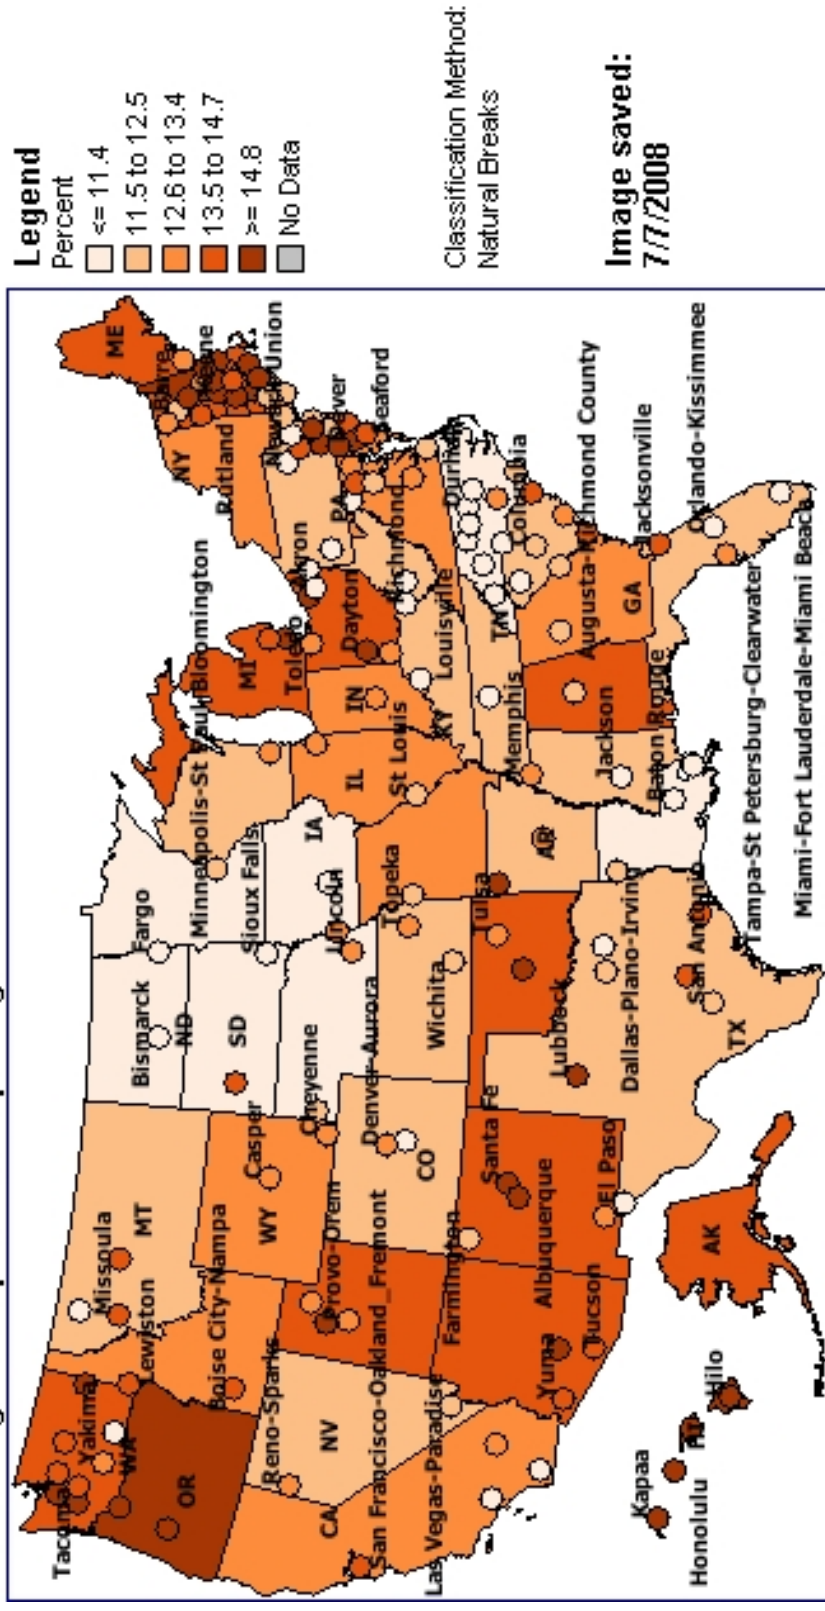 Legend
Percent
<= 11.4
11.5 to 12.5
12.6 to 13.4
13.5 to 14.7
>= 14.8
No Data
Classification Method:
Natural Breaks
Image saved:
7/7/2008
Tacoma
Yakima
WA
Lewiston
Missoula
MT
OR
Boise City-Nampa
Reno-Sparks
NV
CA
San Francisco-Oakland_Fremont
Las Vegas-Paradise
Provo-Orem
WY
Casper
Cheyenne
Denver-Aurora
CO
Farmington
Albuquerque
Santa Fe
Yuma
Tucson
El Paso
Bismarck
ND
Fargo
SD
Sioux Falls
Minneapolis-St Paul-Bloomington
Lincoln
IA
Topeka
Wichita
Tulsa
Lubbock
Dallas-Plano-Irving
San Antonio
TX
AR
IL
St Louis
IN
MI
Toledo
Dayton
Akron
KY
Louisville
Memphis
TN
Jackson
Baton Rouge
GA
Augusta-Richmond County
Columbia
Durham
Richmond
PA
NY
Rutland
Barre
Keene
ME
Dover
Seaford
Jacksonville
Orlando-Kissimmee
Tampa-St Petersburg-Clearwater
Miami-Fort Lauderdale-Miami Beach
AK
Hilo
HI
Kapaa
Honolulu